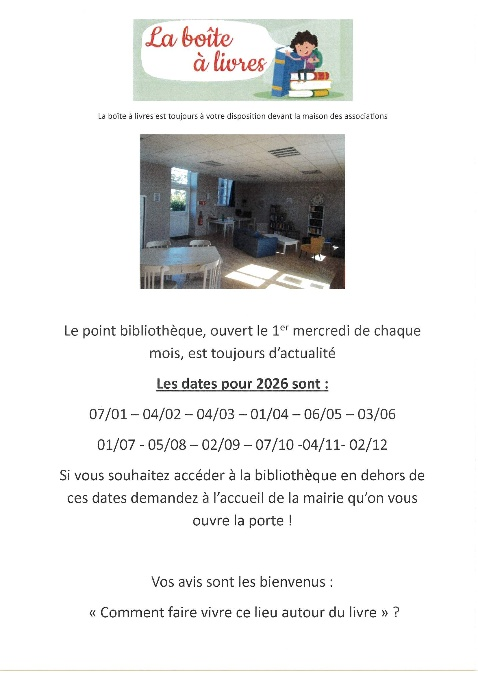 La boîte
à livres
La boîte à livres est toujours à votre disposition devant la maison des associations
Le point bibliothèque, ouvert le 1er mercredi de chaque
mois, est toujours d’actualité
Les dates pour 2026 sont :
07/01 – 04/02 – 04/03 – 01/04 – 06/05 – 03/06
01/07 - 05/08 – 02/09 – 07/10 -04/11- 02/12
Si vous souhaitez accéder à la bibliothèque en dehors de
ces dates demandez à l’accueil de la mairie qu’on vous
ouvre la porte !
Vos avis sont les bienvenus :
« Comment faire vivre ce lieu autour du livre » ?